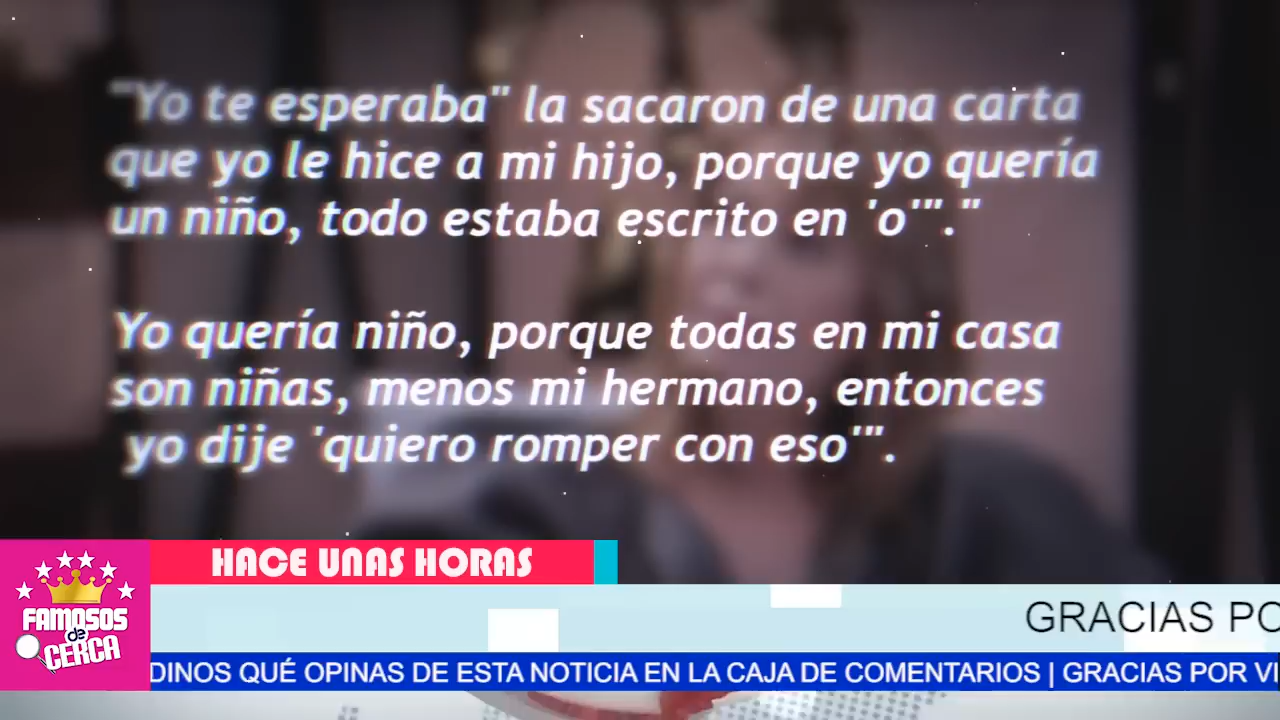 "Yo te esperaba" la sacaron de una carta
que yo le hice a mi hijo, porque yo quería
un niño, todo estaba escrito en 'o'"."
Yo quería niño, porque todas en mi casa
son niñas, menos mi hermano, entonces
yo dije 'quiero romper con eso'".
HACE UNAS HORAS
FAMOSOS
de
CERCA
GRACIAS PO
DINOS QUÉ OPINAS DE ESTA NOTICIA EN LA CAJA DE COMENTARIOS | GRACIAS POR VI